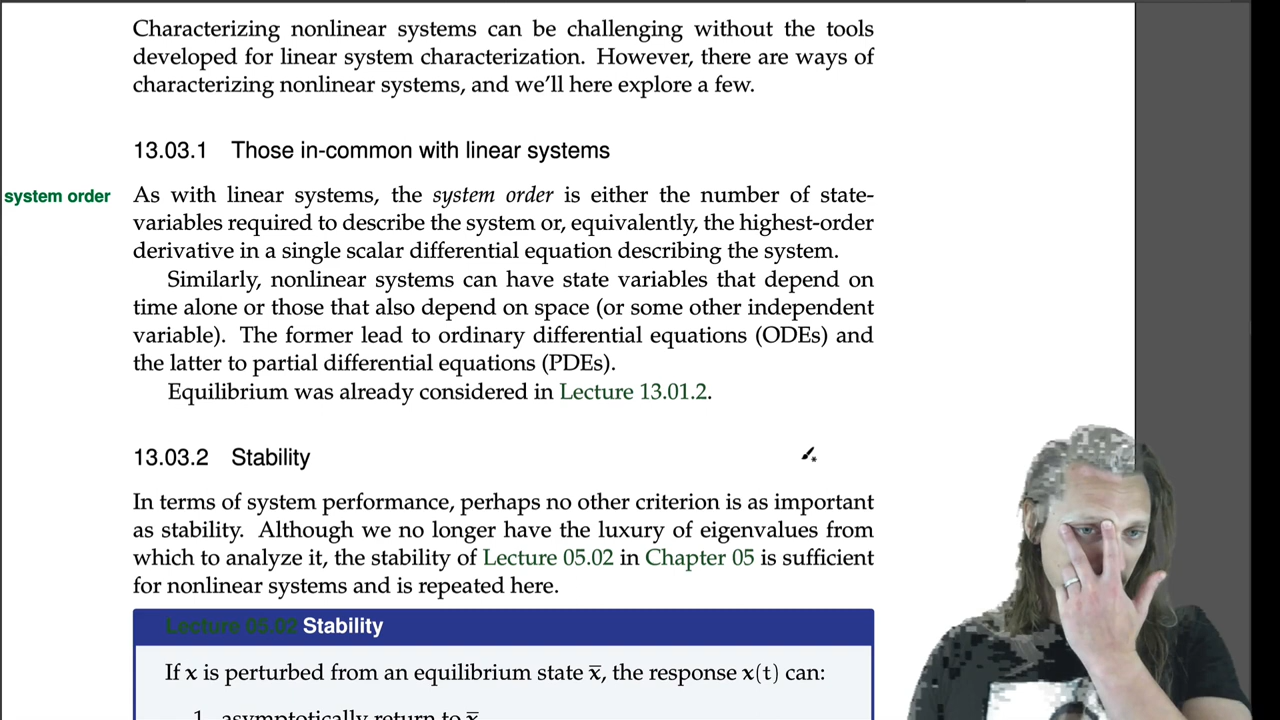 Characterizing nonlinear systems can be challenging without the tools
developed for linear system characterization. However, there are ways of
characterizing nonlinear systems, and we'll here explore a few.
13.03.1 Those in-common with linear systems
system order
As with linear systems, the system order is either the number of state-
variables required to describe the system or, equivalently, the highest-order
derivative in a single scalar differential equation describing the system.
Similarly, nonlinear systems can have state variables that depend on
time alone or those that also depend on space (or some other independent
variable). The former lead to ordinary differential equations (ODEs) and
the latter to partial differential equations (PDEs).
Equilibrium was already considered in Lecture 13.01.2.
13.03.2 Stability
In terms of system performance, perhaps no other criterion is as important
as stability. Although we no longer have the luxury of eigenvalues from
which to analyze it, the stability of Lecture 05.02 in Chapter 05 is sufficient
for nonlinear systems and is repeated here.
Lecture 05.02 Stability
If x is perturbed from an equilibrium state x̄, the response x(t) can:
1. asymptotically return to x̄